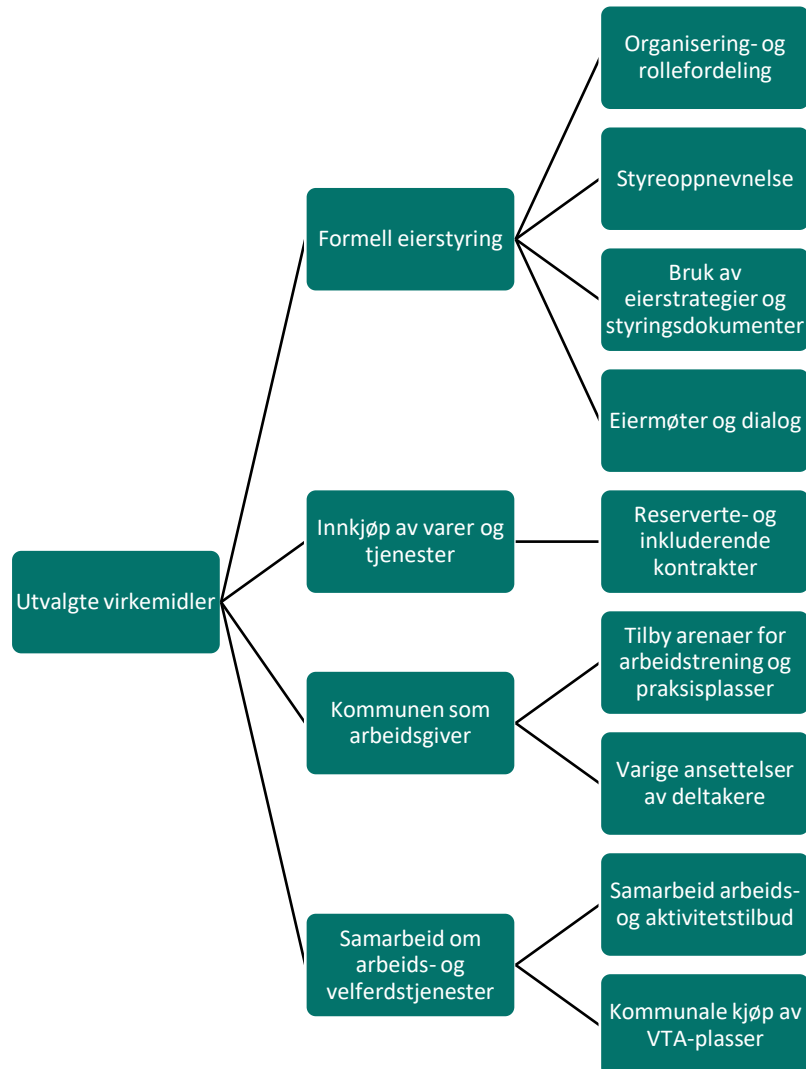 Utvalgte virkemidler
Formell eierstyring
Organisering- og
rollefordeling
Styreoppnevnelse
Bruk av
eierstrategier og
styringsdokumenter
Eiermøter og dialog
Innkjøp av varer og
tjenester
Reserverte- og
inkluderende
kontrakter
Kommunen som
arbeidsgiver
Tilby arenaer for
arbeidstrening og
praksisplasser
Varige ansettelser
av deltakere
Samarbeid om
arbeids- og
velferdstjenester
Samarbeid arbeids-
og aktivitetstilbud
Kommunale kjøp av
VTA-plasser